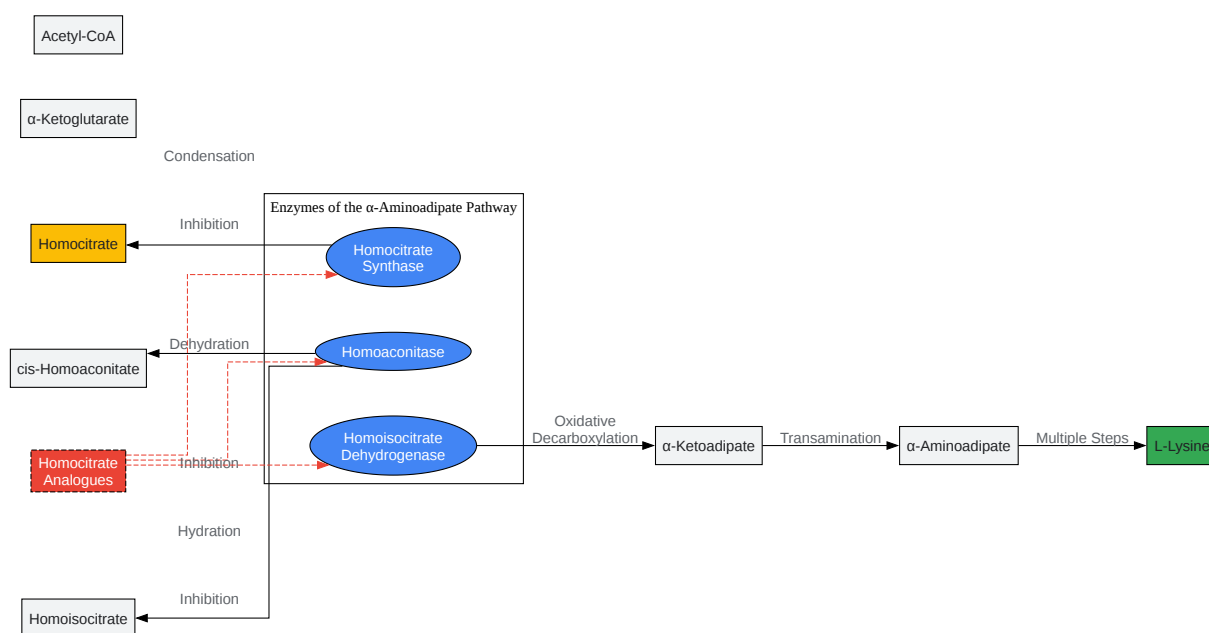 Acetyl-CoA
α-Ketoglutarate
Condensation
Enzymes of the α-Aminoadipate Pathway
Inhibition
Homocitrate
Homocitrate
Synthase
Dehydration
Homoaconitase
cis-Homoaconitate
Homocitrate
Analogues
Inhibition
Homoisocitrate
Dehydrogenase
Oxidative
Decarboxylation
α-Ketoadipate
Transamination
α-Aminoadipate
Multiple Steps
L-Lysine
Hydration
Inhibition
Homoisocitrate